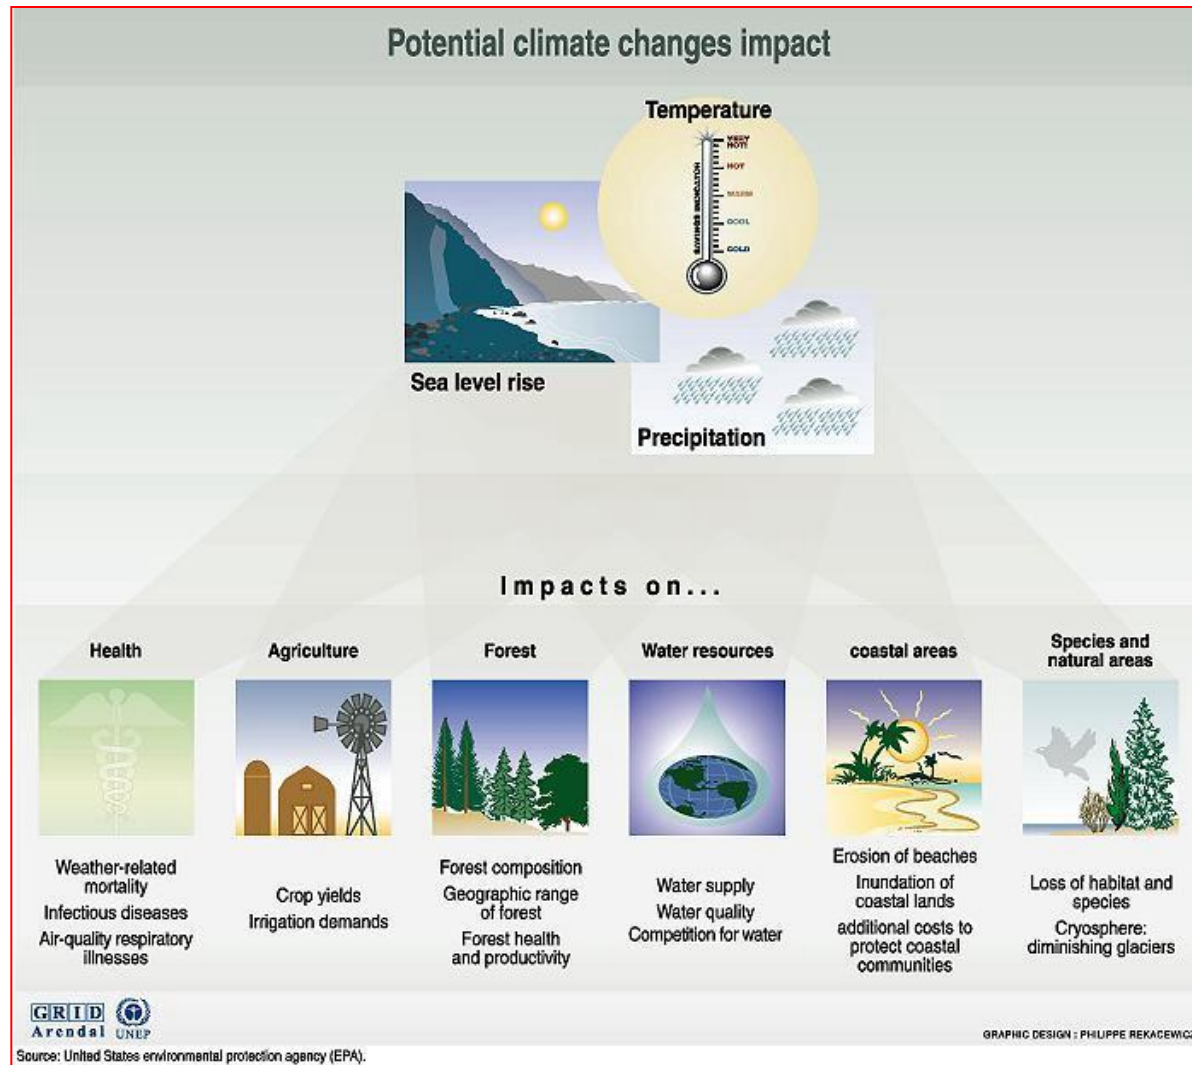 Potential climate changes impact
Temperature
VERY
HOT!
HOT
WARM
COOL
COLD
Sea level rise
Precipitation
Impacts on...
Health
Agriculture
Forest
Water resources
coastal areas
Species and
natural areas
Weather-related
mortality
Infectious diseases
Air-quality respiratory
illnesses
Crop yields
Irrigation demands
Forest composition
Geographic range
of forest
Forest health
and productivity
Water supply
Water quality
Competition for water
Erosion of beaches
Inundation of
coastal lands
additional costs to
protect coastal
communities
Loss of habitat and
species
Cryosphere:
diminishing glaciers
GRID
Arendal
UNEP
GRAPHIC DESIGN : PHILIPPE REKACEWICZ
Source: United States environmental protection agency (EPA).